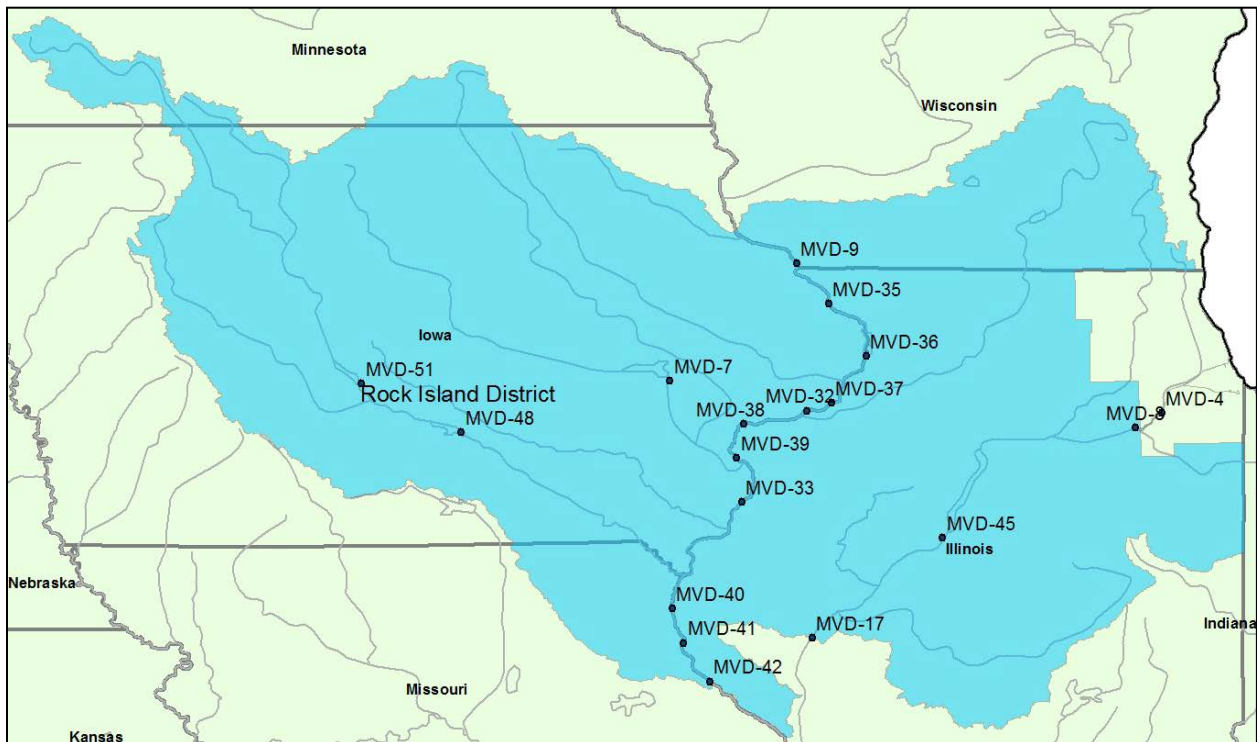 Minnesota
Wisconsin
MVD-9
MVD-35
Iowa
MVD-36
MVD-51
MVD-7
Rock Island District
MVD-37
MVD-32
MVD-4
MVD-38
MVD-8
MVD-48
MVD-39
MVD-33
MVD-45
Illinois
Nebraska
MVD-40
Indiana
MVD-17
MVD-41
MVD-42
Missouri
Kansas